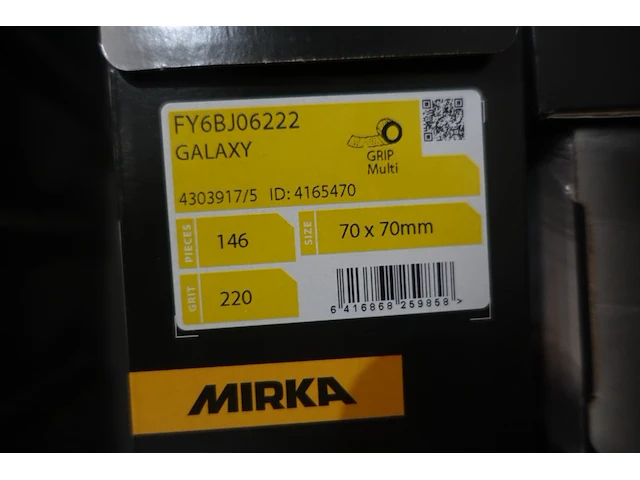 FY6BJ06222
GALAXY
GRIP
Multi
4303917/5 ID: 4165470
PIECES
146
SIZE
70 x 70mm
GRIT
220
6 416868 259858 >
MIRKA